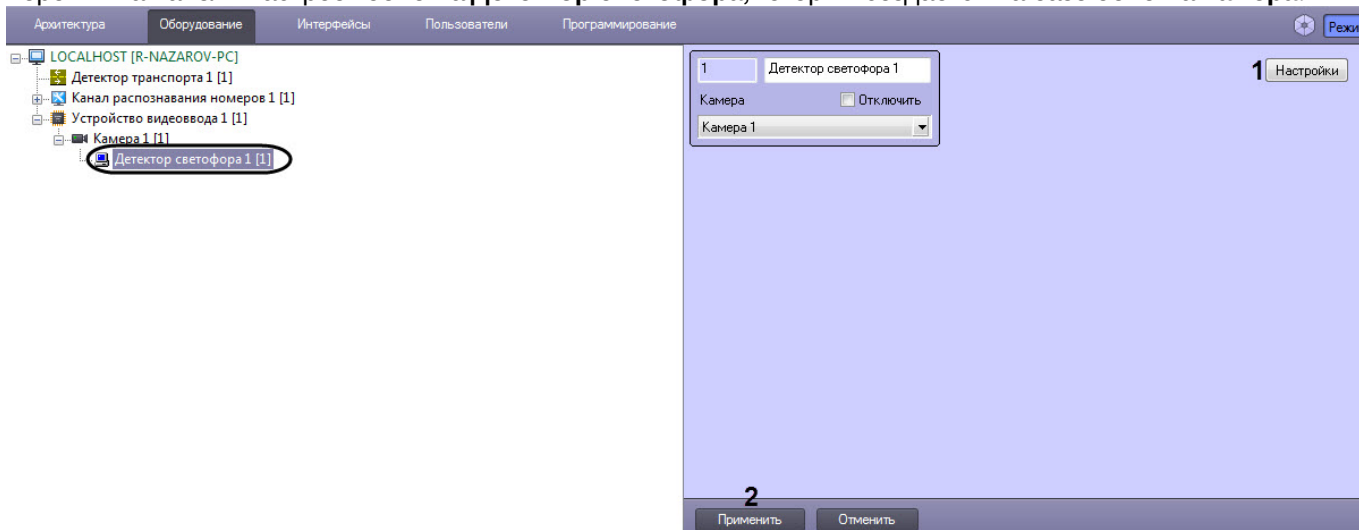 Архитектура Оборудование Интерфейсы Пользователи Программирование
LOCALHOST [R-NAZAROV-PC]
Детектор транспорта 1 [1]
Канал распознавания номеров 1 [1]
Устройство видеоввода 1 [1]
Камера 1 [1]
Детектор светофора 1 [1]
1 Детектор светофора 1
Камера Отключить
Камера 1
1 Настройки
2
Применить Отменить